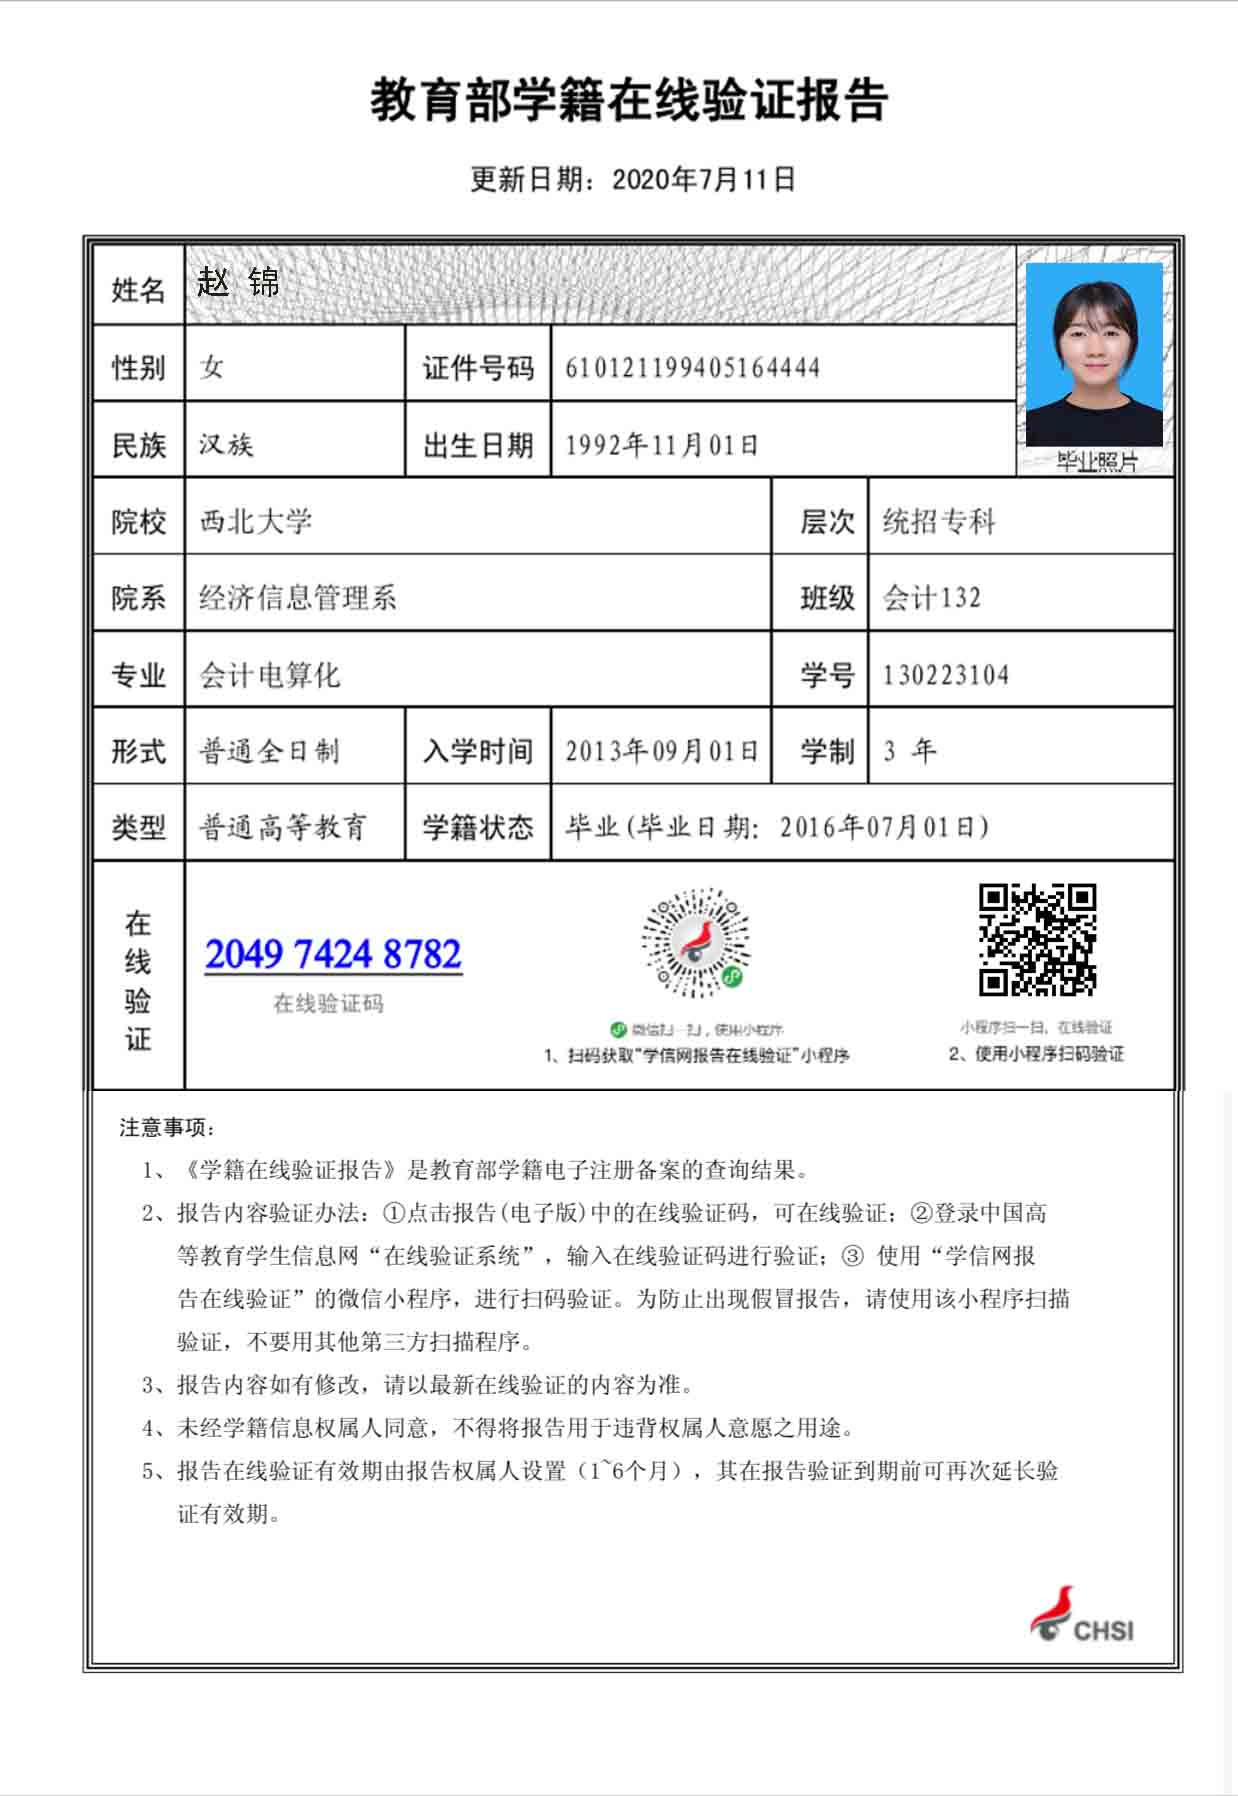 教育部学籍在线验证报告
更新日期：2020年7月11日
姓名 赵 锦
性别 女 证件号码 610121199405164444
民族 汉族 出生日期 1992年11月01日
毕业照片
院校 西北大学 层次 统招专科
院系 经济信息管理系 班级 会计132
专业 会计电算化 学号 130223104
形式 普通全日制 入学时间 2013年09月01日 学制 3 年
类型 普通高等教育 学籍状态 毕业(毕业日期: 2016年07月01日)
在线验证
2049 7424 8782
在线验证码
微信扫一扫，使用小程序
1、扫码获取"学信网报告在线验证"小程序
小程序扫一扫，在线验证
2、使用小程序扫码验证
注意事项：
1、《学籍在线验证报告》是教育部学籍电子注册备案的查询结果。
2、报告内容验证办法：①点击报告(电子版)中的在线验证码，可在线验证；②登录中国高
等教育学生信息网“在线验证系统”，输入在线验证码进行验证；③ 使用“学信网报
告在线验证”的微信小程序，进行扫码验证。为防止出现假冒报告，请使用该小程序扫描
验证，不要用其他第三方扫描程序。
3、报告内容如有修改，请以最新在线验证的内容为准。
4、未经学籍信息权属人同意，不得将报告用于违背权属人意愿之用途。
5、报告在线验证有效期由报告权属人设置（1~6个月），其在报告验证到期前可再次延长验
证有效期。
CHSI